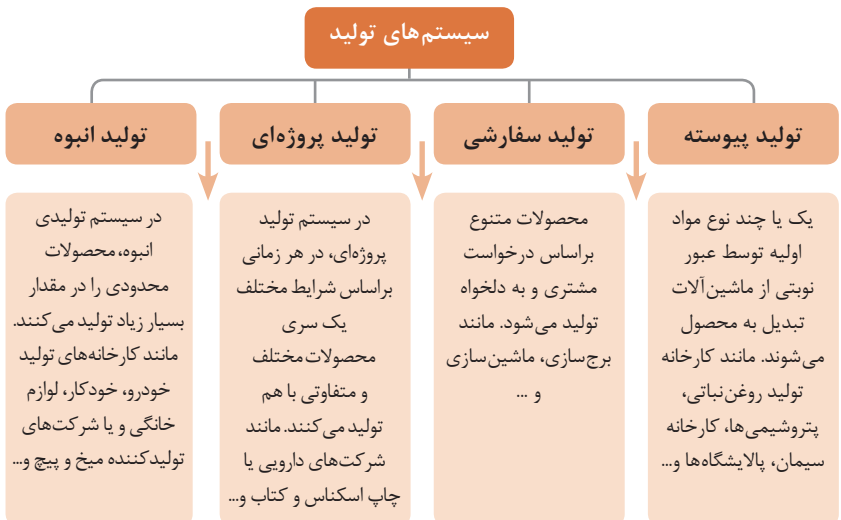 سیستم‌های تولید
تولید پیوسته
یک یا چند نوع مواد
اولیه توسط عبور
نوبتی از ماشین‌آلات
تبدیل به محصول
می‌شوند. مانند کارخانه
تولید روغن‌نباتی،
پتروشیمی‌ها، کارخانه
سیمان، پالایشگاه‌ها و...
تولید سفارشی
محصولات متنوع
براساس درخواست
مشتری و به دلخواه
تولید می‌شود. مانند
برج‌سازی، ماشین‌سازی
و ...
تولید پروژه‌ای
در سیستم تولید
پروژه‌ای، در هر زمانی
براساس شرایط مختلف
یک سری
محصولات مختلف
و متفاوتی با هم
تولید می‌کنند. مانند
شرکت‌های دارویی یا
چاپ اسکناس و کتاب و...
تولید انبوه
در سیستم تولیدی
انبوه، محصولات
محدودی را در مقدار
بسیار زیاد تولید می‌کنند.
مانند کارخانه‌های تولید
خودرو، خودکار، لوازم
خانگی و یا شرکت‌های
تولیدکننده میخ و پیچ و...